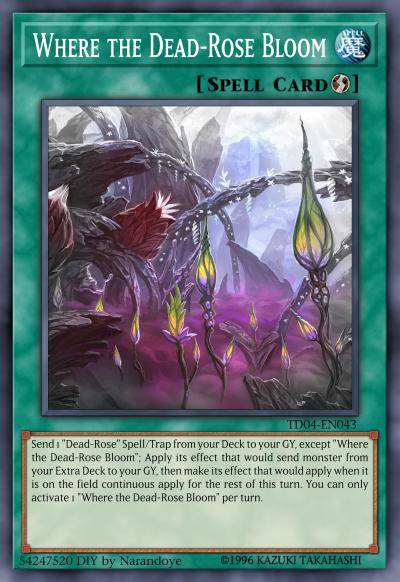 WHERE THE DEAD-ROSE BLOOM
SPELL
魔
[SPELL CARD]
TD04-EN043
Send 1 "Dead-Rose" Spell/Trap from your Deck to your GY, except "Where
the Dead-Rose Bloom"; Apply its effect that would send monster from
your Extra Deck to your GY, then make its effect that would apply when it
is on the field continuous apply for the rest of this turn. You can only
activate 1 "Where the Dead-Rose Bloom" per turn.
54247520 DIY by Narandoye
©1996 KAZUKI TAKAHASHI